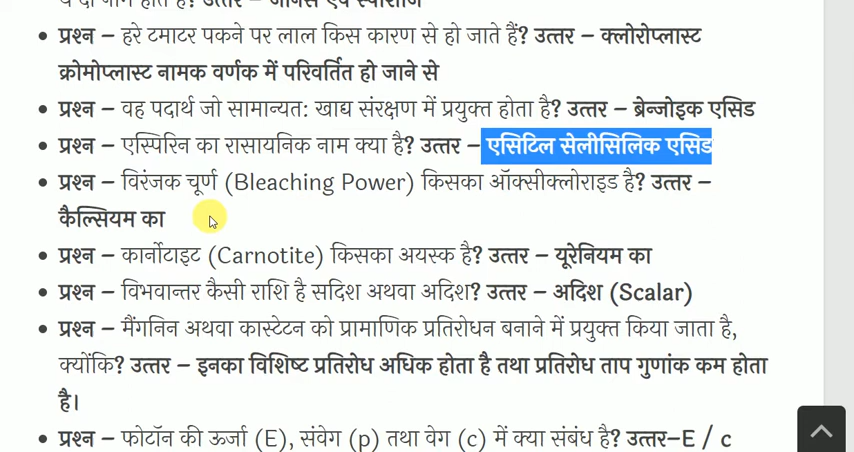 ये दो नाम होते हैं? उत्तर – जीनस एवं स्पीशीज
प्रश्न – हरे टमाटर पकने पर लाल किस कारण से हो जाते हैं? उत्तर – क्लोरोप्लास्ट
क्रोमोप्लास्ट नामक वर्णक में परिवर्तित हो जाने से
प्रश्न – वह पदार्थ जो सामान्यत: खाद्य संरक्षण में प्रयुक्त होता है? उत्तर – ब्रेन्जोइक एसिड
प्रश्न – एस्पिरिन का रासायनिक नाम क्या है? उत्तर – एसिटिल सेलीसिलिक एसिड
प्रश्न – विरंजक चूर्ण (Bleaching Power) किसका ऑक्सीक्लोराइड है? उत्तर –
कैल्सियम का
प्रश्न – कार्नोटाइट (Carnotite) किसका अयस्क है? उत्तर – यूरेनियम का
प्रश्न – विभवान्तर कैसी राशि है सदिश अथवा अदिश? उत्तर – अदिश (Scalar)
प्रश्न – मैंगनिन अथवा कास्टेटन को प्रामाणिक प्रतिरोधन बनाने में प्रयुक्त किया जाता है,
क्योंकि? उत्तर – इनका विशिष्ट प्रतिरोध अधिक होता है तथा प्रतिरोध ताप गुणांक कम होता
है।
प्रश्न – फोटॉन की ऊर्जा (E), संवेग (p) तथा वेग (c) में क्या संबंध है? उत्तर–E / c